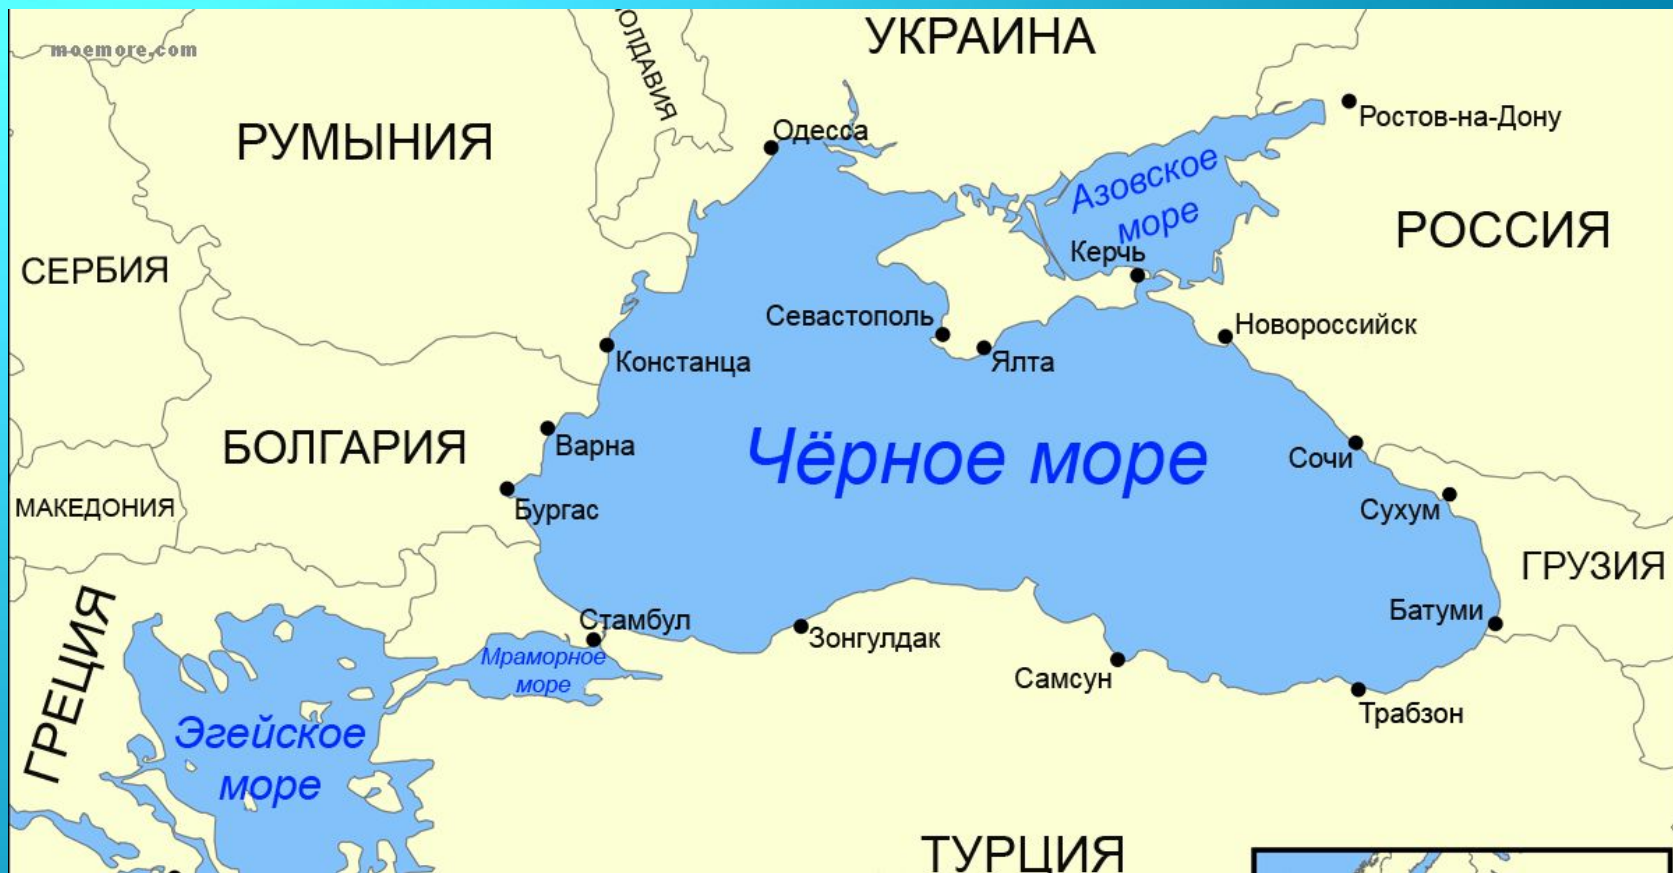 moemore.com
УКРАИНА
ОЛДАВИЯ
РУМЫНИЯ
Одесса
Ростов-на-Дону
Азовское
море
РОССИЯ
СЕРБИЯ
Керчь
Севастополь
Новороссийск
Констанца
Ялта
БОЛГАРИЯ
Варна
Чёрное море
Сочи
МАКЕДОНИЯ
Бургас
Сухум
ГРУЗИЯ
ГРЕЦИЯ
Стамбул
Батуми
Зонгулдак
Мраморное
море
Самсун
Трабзон
Эгейское
море
ТУРЦИЯ